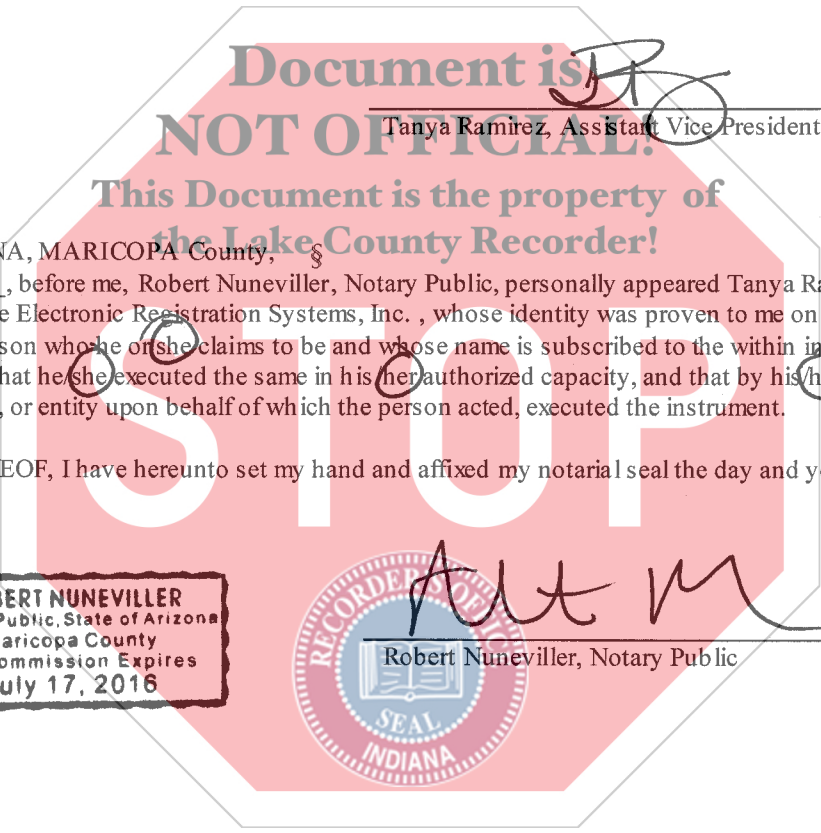 Document is
NOT OFFICIAL!
Tanya Ramirez, Assistant Vice President
This Document is the property of
the Lake County Recorder!
NA, MARICOPA County, §
, before me, Robert Nuneviller, Notary Public, personally appeared Tanya Ra
e Electronic Registration Systems, Inc. , whose identity was proven to me on
son who he or she claims to be and whose name is subscribed to the within in
hat he/she executed the same in his/her authorized capacity, and that by his/h
, or entity upon behalf of which the person acted, executed the instrument.
EOF, I have hereunto set my hand and affixed my notarial seal the day and y
STOP
BERT NUNEVILLER
Public, State of Arizona
aricopa County
ommission Expires
uly 17, 2016
Robert Nuneviller, Notary Public
RECORDER'S OFFIC
SEAL
INDIANA